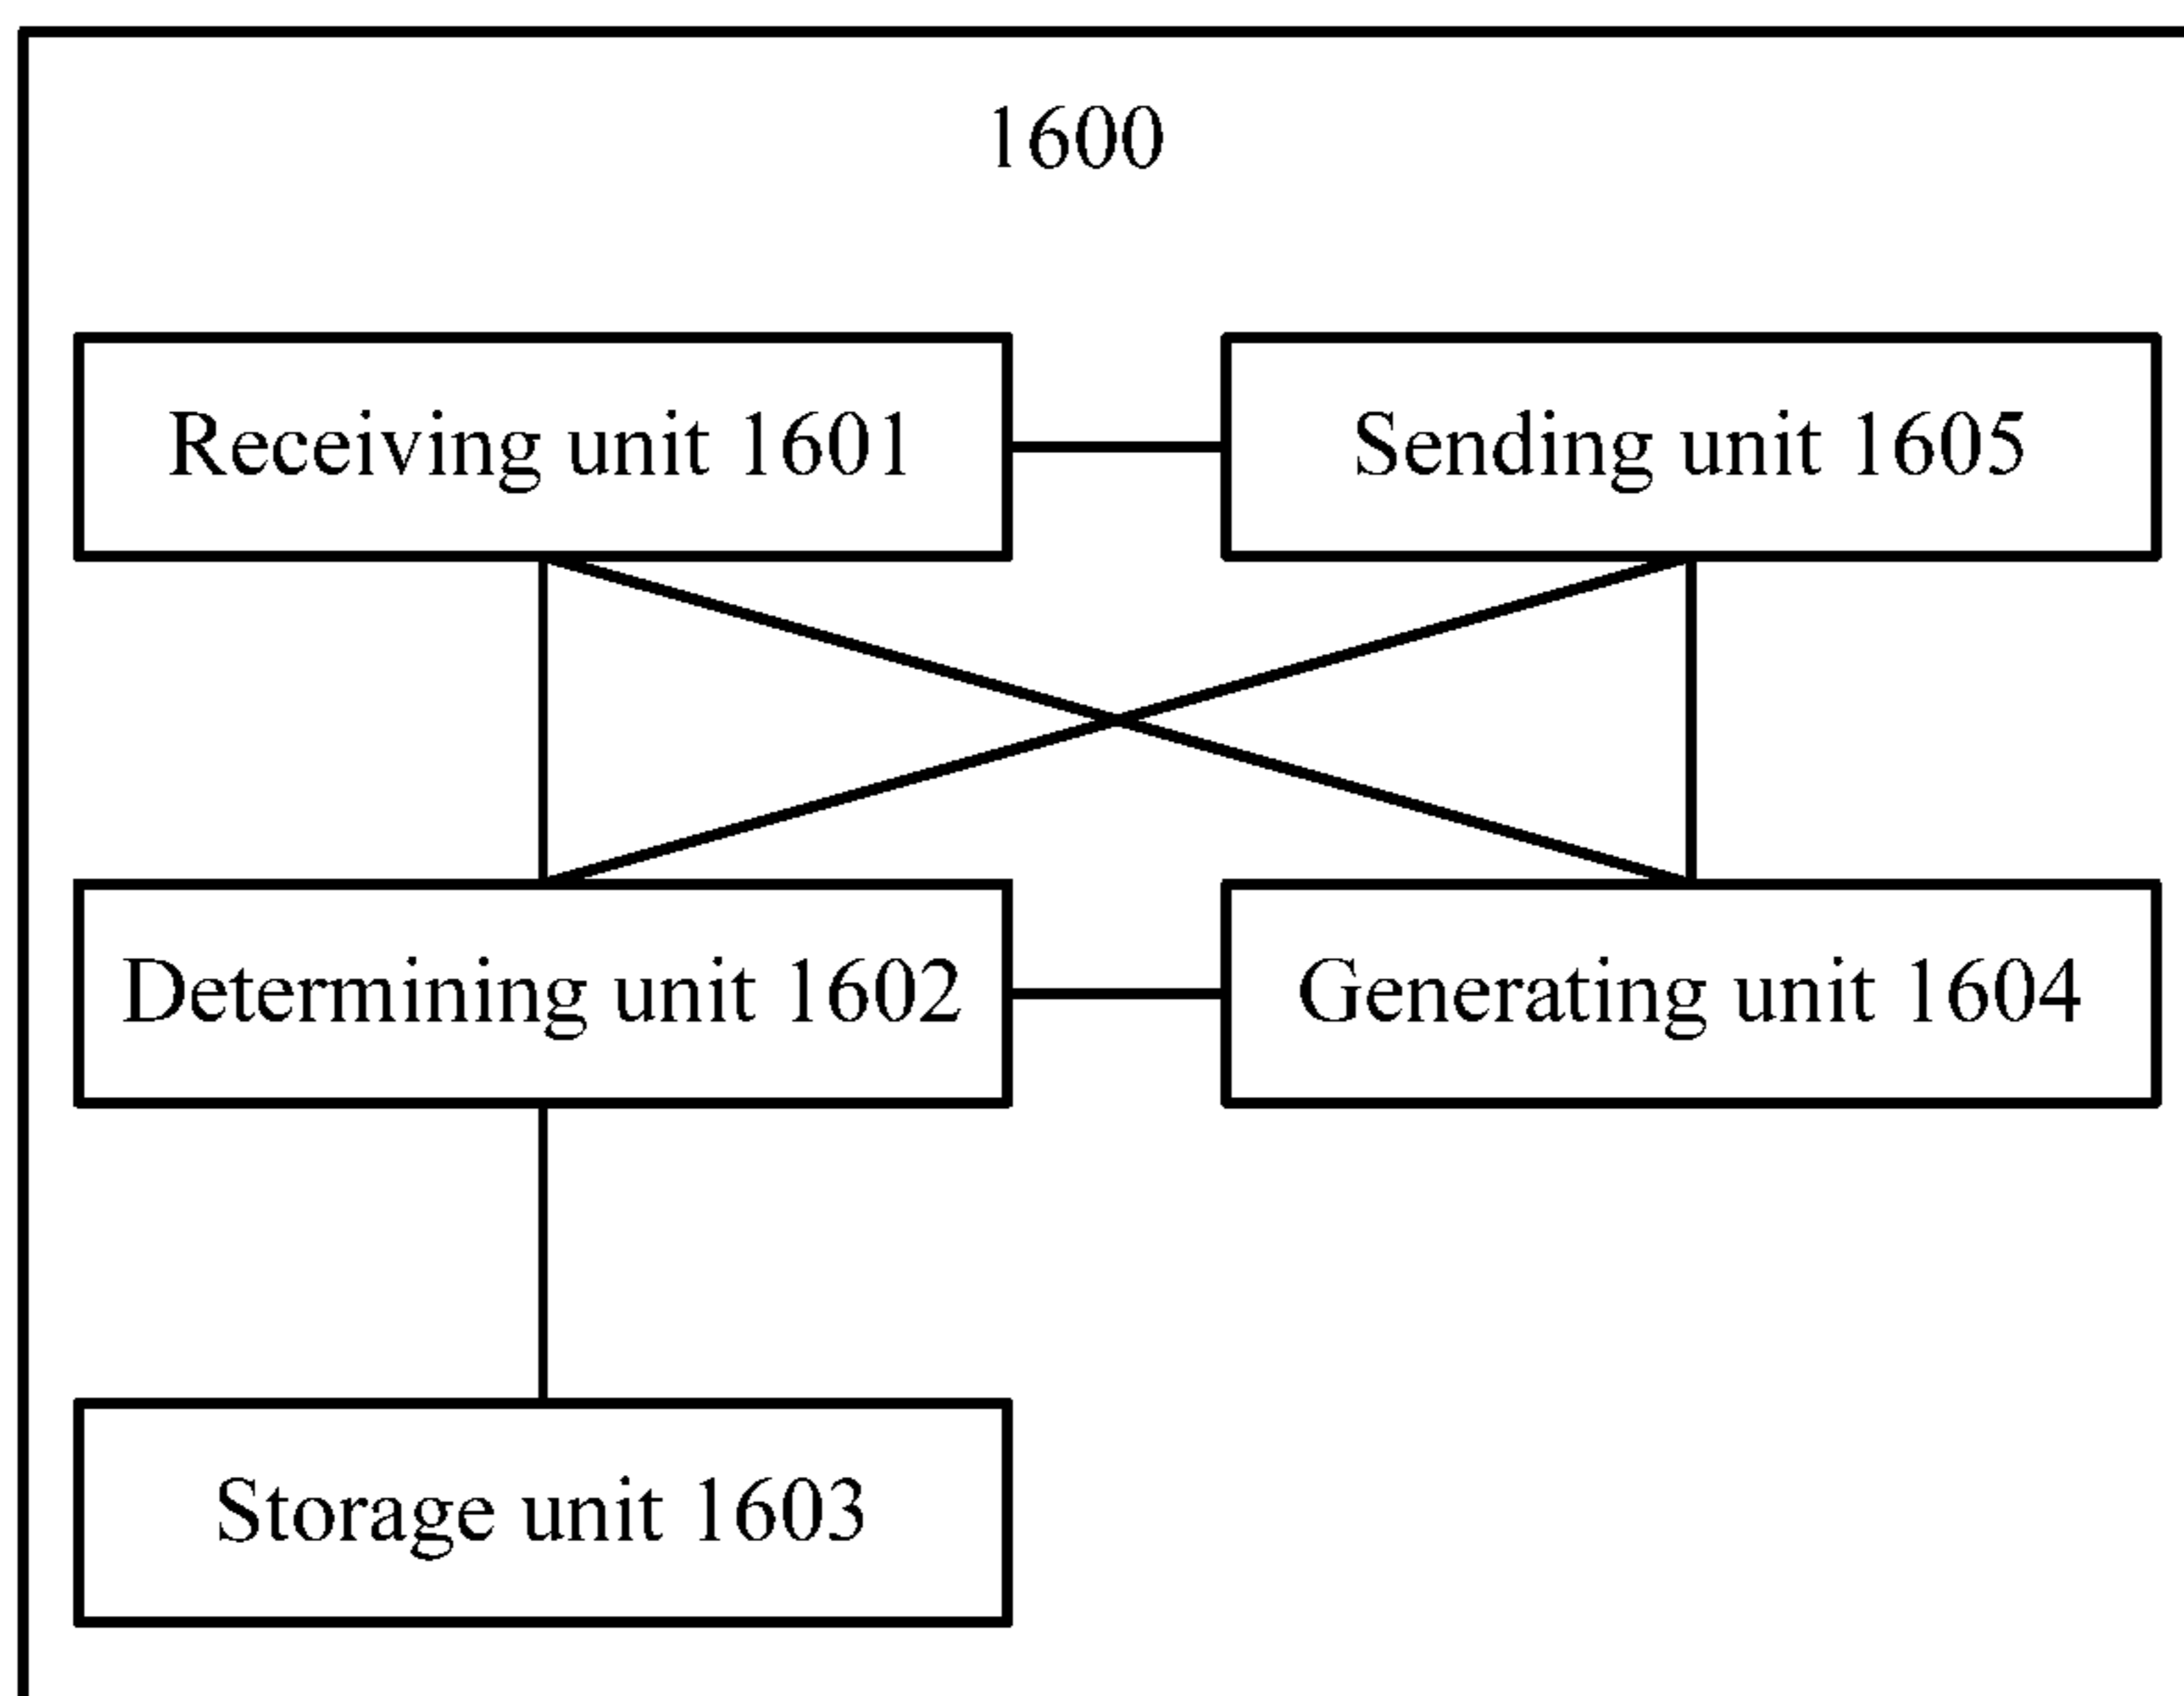 1600
Receiving unit 1601
Sending unit 1605
Determining unit 1602
Generating unit 1604
Storage unit 1603